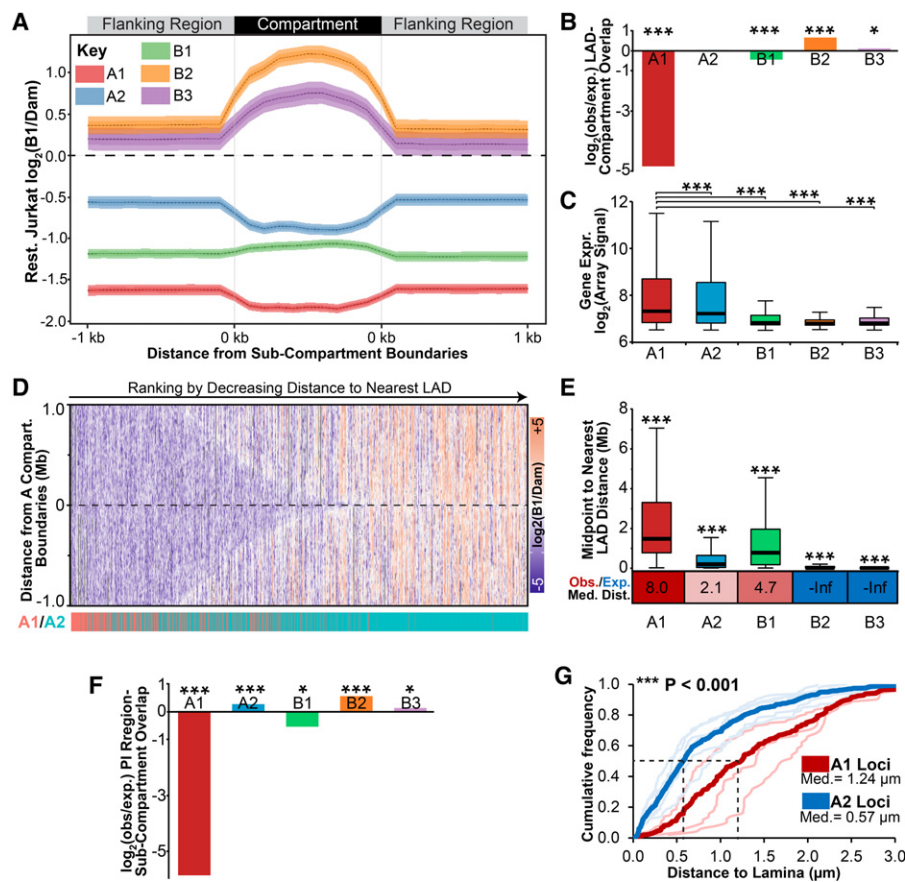 A
Flanking Region Compartment Flanking Region
Key
A1
A2
B1
B2
B3
Rest. Jurkat log2(B1/Dam)
1.0
0.5
0.0
-0.5
-1.0
-1.5
-2.0
-1 kb 0 kb 0 kb 1 kb
Distance from Sub-Compartment Boundaries
B
log2(obs/exp.) LAD-
Compartment Overlap
1
0
-1
-3
-5
*** *** *** *
A1 A2 B1 B2 B3
C
Gene Expr.
log2(Array Signal)
12
10
8
6
***
***
***
***
A1 A2 B1 B2 B3
D
Ranking by Decreasing Distance to Nearest LAD
Distance from A Compart.
Boundaries (Mb)
1.0
0
-1.0
+5
log2(B1/Dam)
-5
A1/A2
E
Midpoint to Nearest
LAD Distance (Mb)
8
6
4
2
0
*** *** *** *** ***
Obs./Exp.
Med. Dist.
8.0 2.1 4.7 -Inf -Inf
A1 A2 B1 B2 B3
F
log2(obs/exp.) PI Region-
Sub-Compartment Overlap
1
0
-1
-3
-5
*** *** * *** *
A1 A2 B1 B2 B3
G
*** P < 0.001
Cumulative frequency
1.0
0.8
0.6
0.4
0.2
0.0
A1 Loci
Med.= 1.24 µm
A2 Loci
Med.= 0.57 µm
0.0 0.5 1.0 1.5 2.0 2.5 3.0
Distance to Lamina (µm)